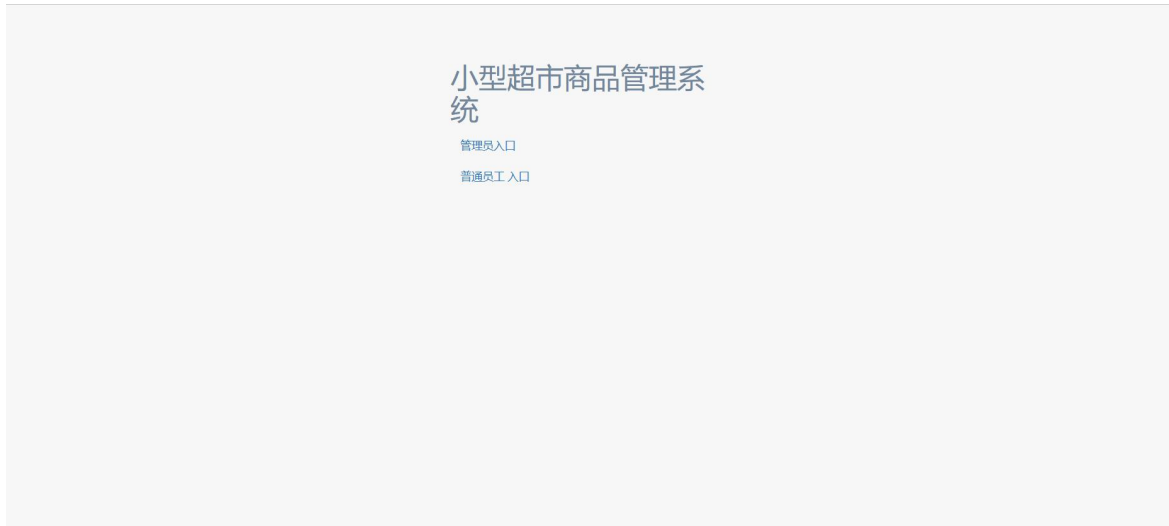 小型超市商品管理系
统
管理员入口
普通员工 入口